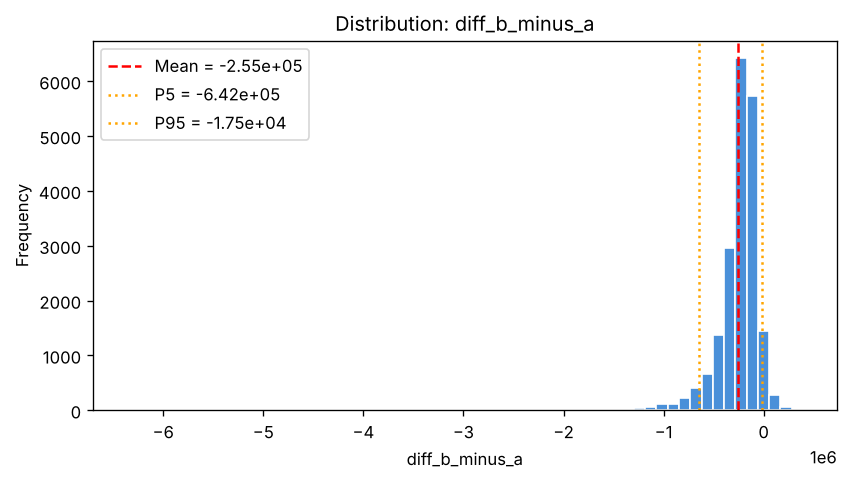 Distribution: diff_b_minus_a
Mean = -2.55e+05
P5 = -6.42e+05
P95 = -1.75e+04
Frequency
6000
5000
4000
3000
2000
1000
0
−6 −5 −4 −3 −2 −1 0
1e6
diff_b_minus_a